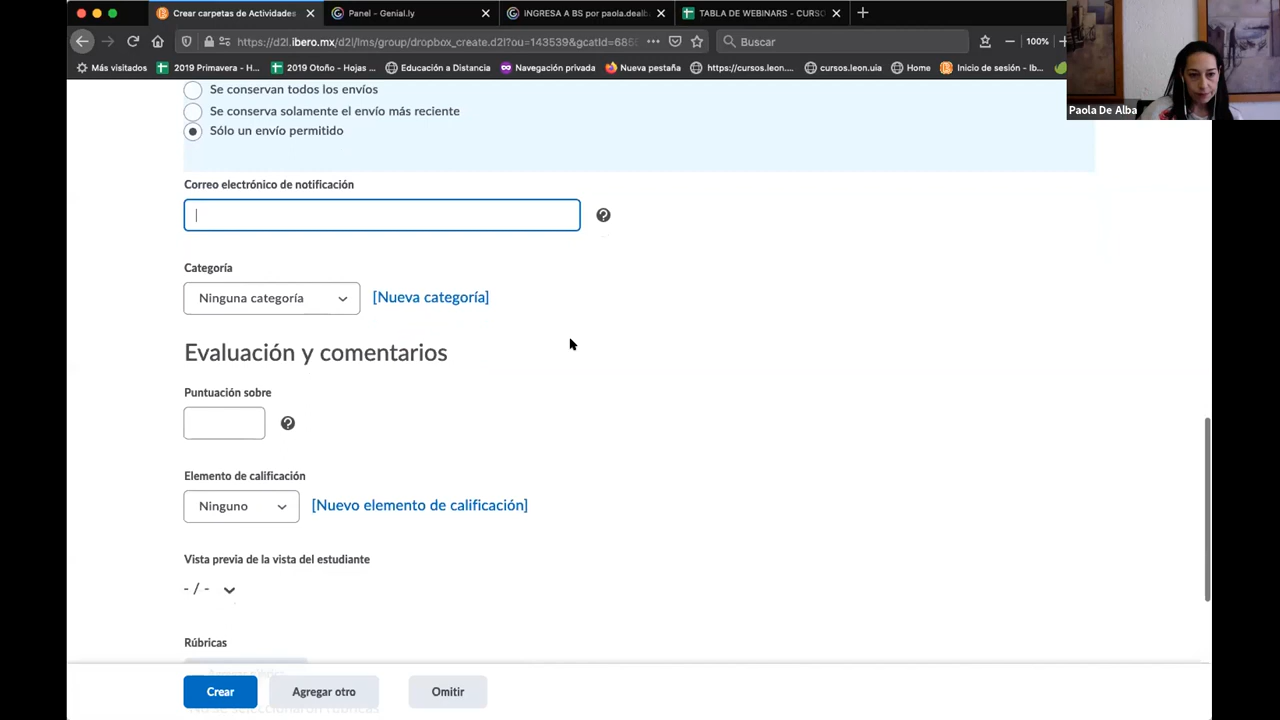 Crear carpetas de Actividades
Panel - Genial.ly
INGRESA A BS por paola.dealb
TABLA DE WEBINARS - CURSO
https://d2l.ibero.mx/d2l/lms/group/dropbox_create.d2l?ou=143539&gcatId=685
Buscar
100%
Más visitados
2019 Primavera - H...
2019 Otoño - Hojas ...
Educación a Distancia
Navegación privada
Nueva pestaña
https://cursos.leon....
cursos.leon.uia
Home
Inicio de sesión - Ib...
Paola De Alba
Se conservan todos los envíos
Se conserva solamente el envío más reciente
Sólo un envío permitido
Correo electrónico de notificación
Categoría
Ninguna categoría
[Nueva categoría]
Evaluación y comentarios
Puntuación sobre
Elemento de calificación
Ninguno
[Nuevo elemento de calificación]
Vista previa de la vista del estudiante
- / -
Rúbricas
Crear
Agregar otro
Omitir